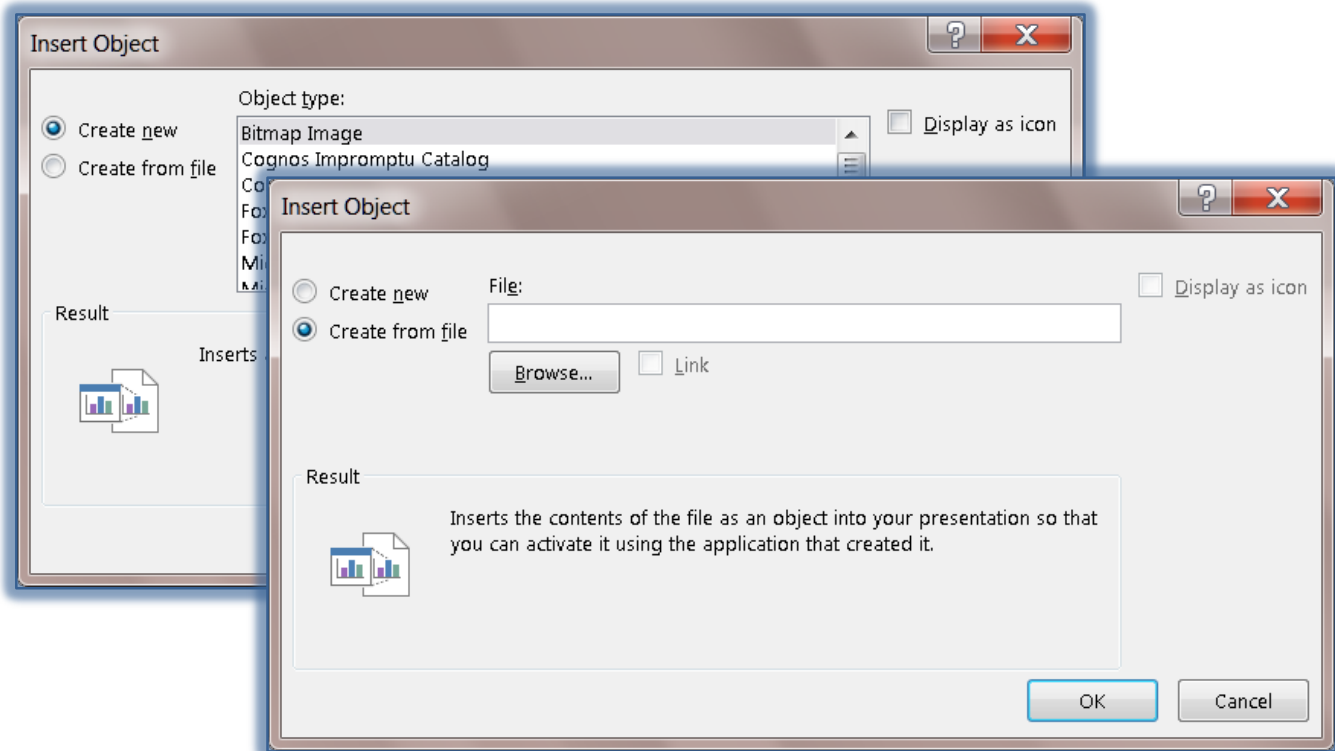 Insert Object
Object type:
Create new
Create from file
Bitmap Image
Cognos Impromptu Catalog
Display as icon
Result
Inserts
Insert Object
Create new
Create from file
File:
Browse...
Link
Display as icon
Result
Inserts the contents of the file as an object into your presentation so that
you can activate it using the application that created it.
OK
Cancel